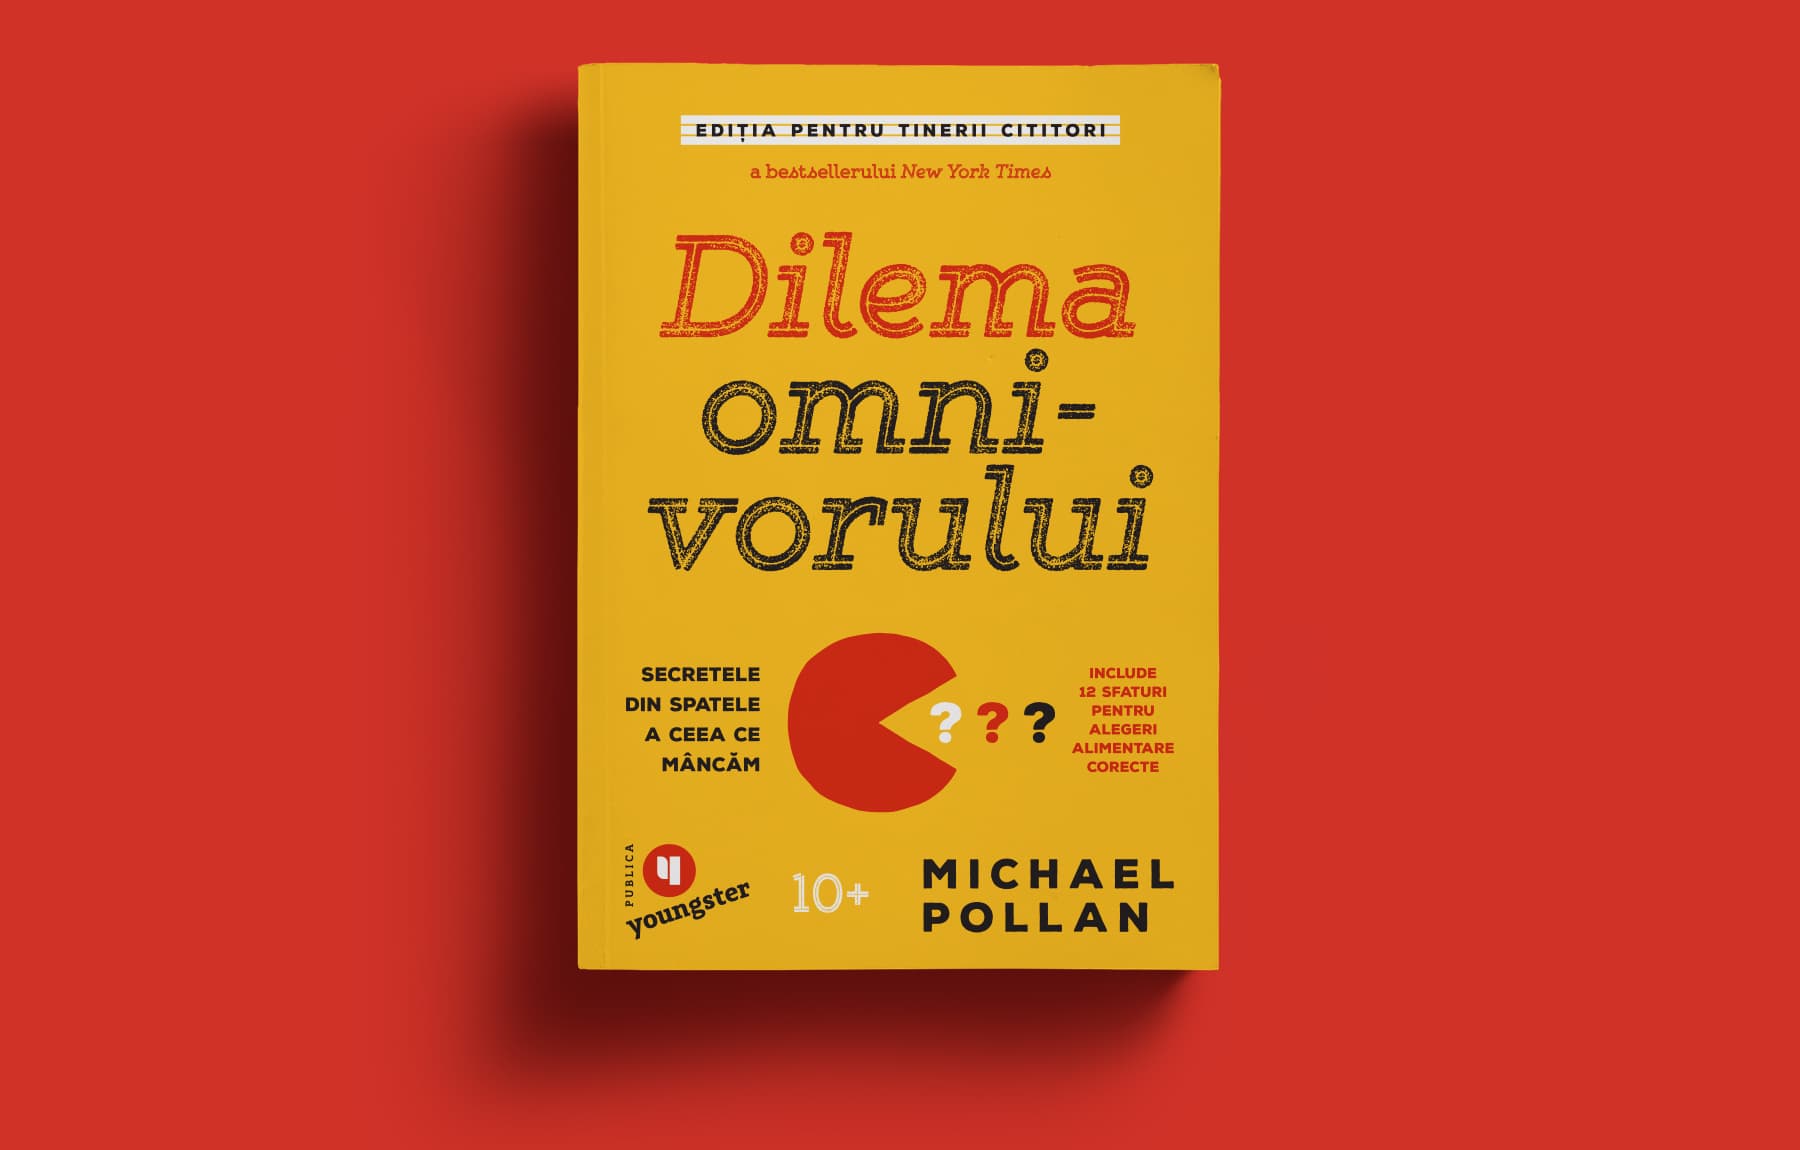 EDIȚIA PENTRU TINERII CITITORI
a bestsellerului New York Times
Dilema
omni-
vorului
SECRETELE
DIN SPATELE
A CEEA CE
MÂNCĂM
? ? ?
INCLUDE
12 SFATURI
PENTRU
ALEGERI
ALIMENTARE
CORECTE
PUBLICA
youngster
10+
MICHAEL
POLLAN